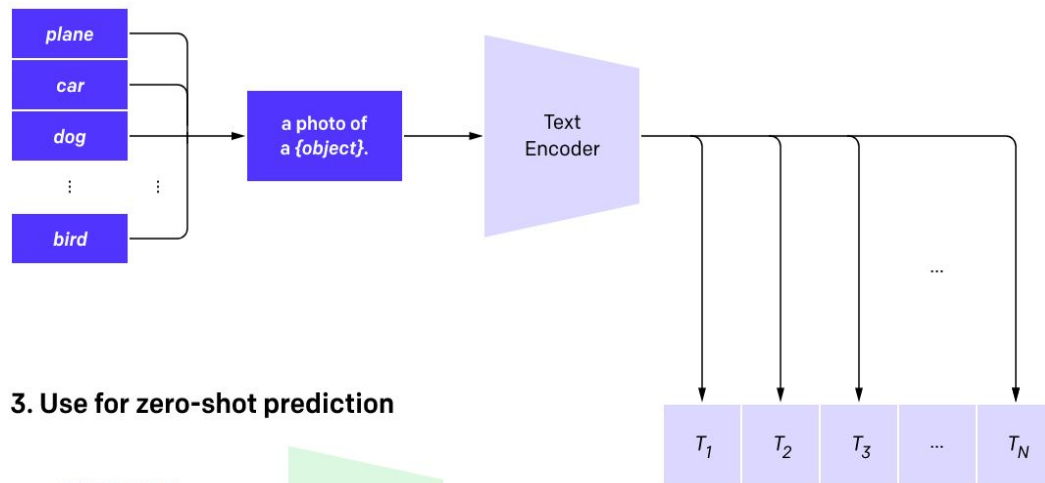 plane
car
dog
⋮ ⋮
bird
a photo of
a {object}.
Text
Encoder
...
3. Use for zero-shot prediction
T1 T2 T3 ... TN